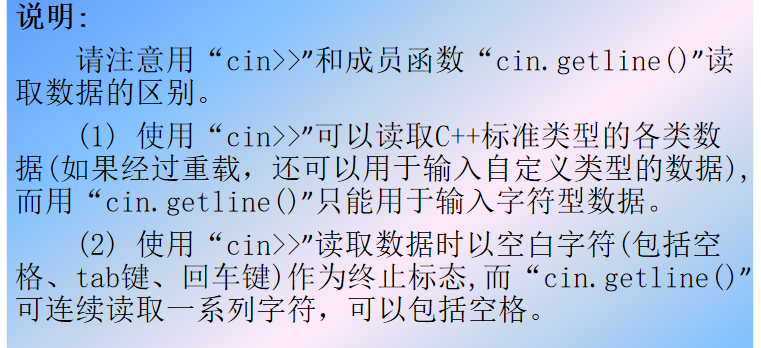 说明:
请注意用“cin>>”和成员函数“cin.getline()”读
取数据的区别。
(1) 使用“cin>>”可以读取C++标准类型的各类数
据(如果经过重载，还可以用于输入自定义类型的数据),
而用“cin.getline()”只能用于输入字符型数据。
(2) 使用“cin>>”读取数据时以空白字符(包括空
格、tab键、回车键)作为终止标态,而“cin.getline()”
可连续读取一系列字符，可以包括空格。